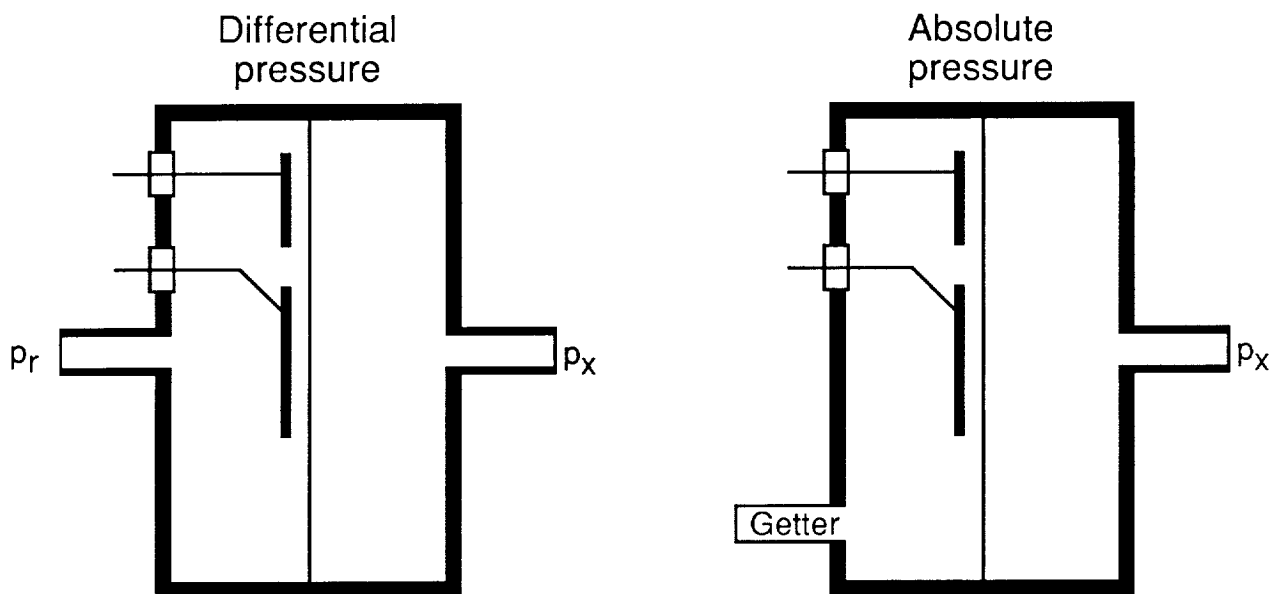 Differential
pressure
Absolute
pressure
pr
px
px
Getter